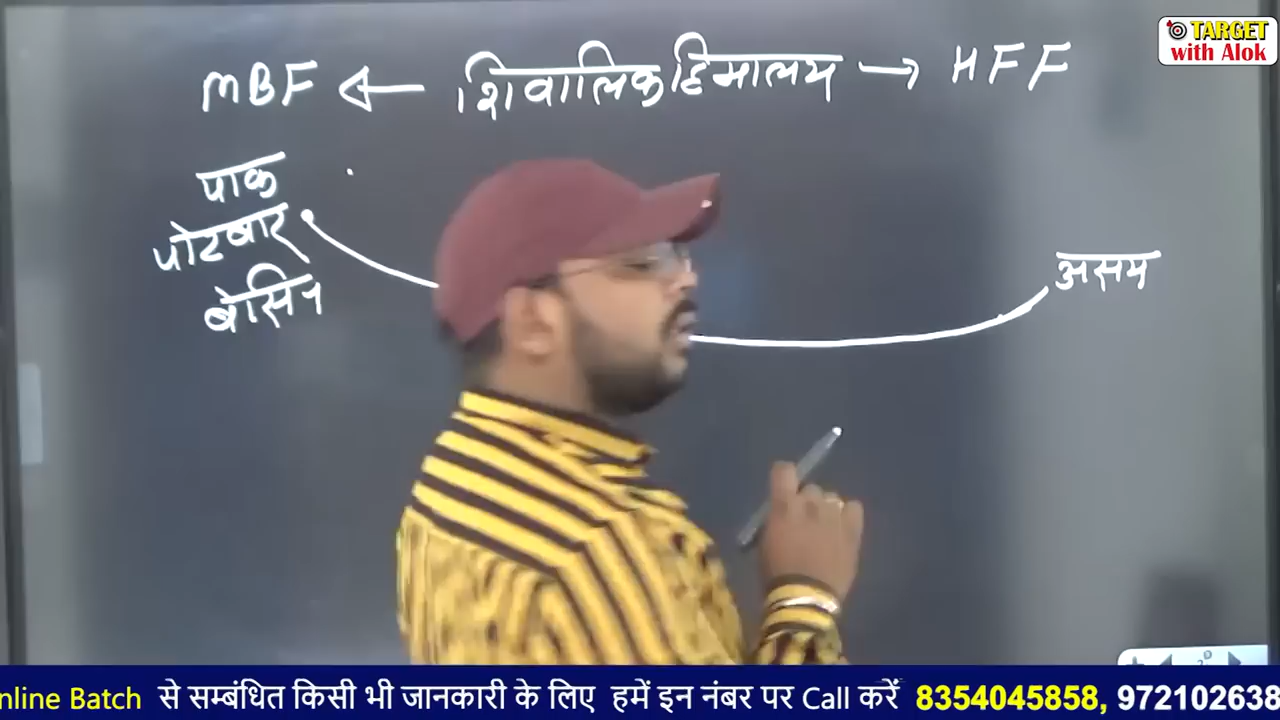 TARGET
with Alok
MBF ← शिवालिक हिमालय → HFF
पाक
पोटवार
बेसिन
असम
nline Batch से सम्बंधित किसी भी जानकारी के लिए हमें इन नंबर पर Call करें 8354045858, 972102638